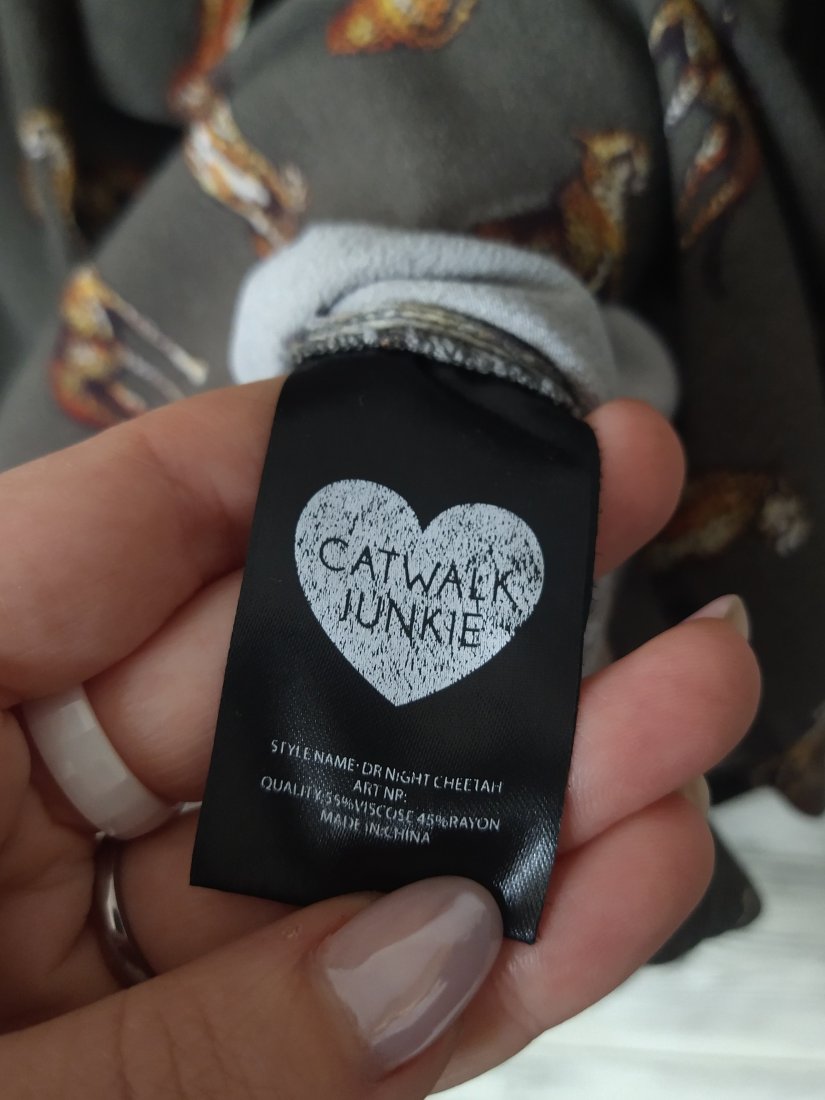 CATWALK
JUNKIE
STYLE NAME: DR NIGHT CHEETAH
ART NR:
QUALITY: 55%VISCOSE 45%RAYON
MADE IN:CHINA